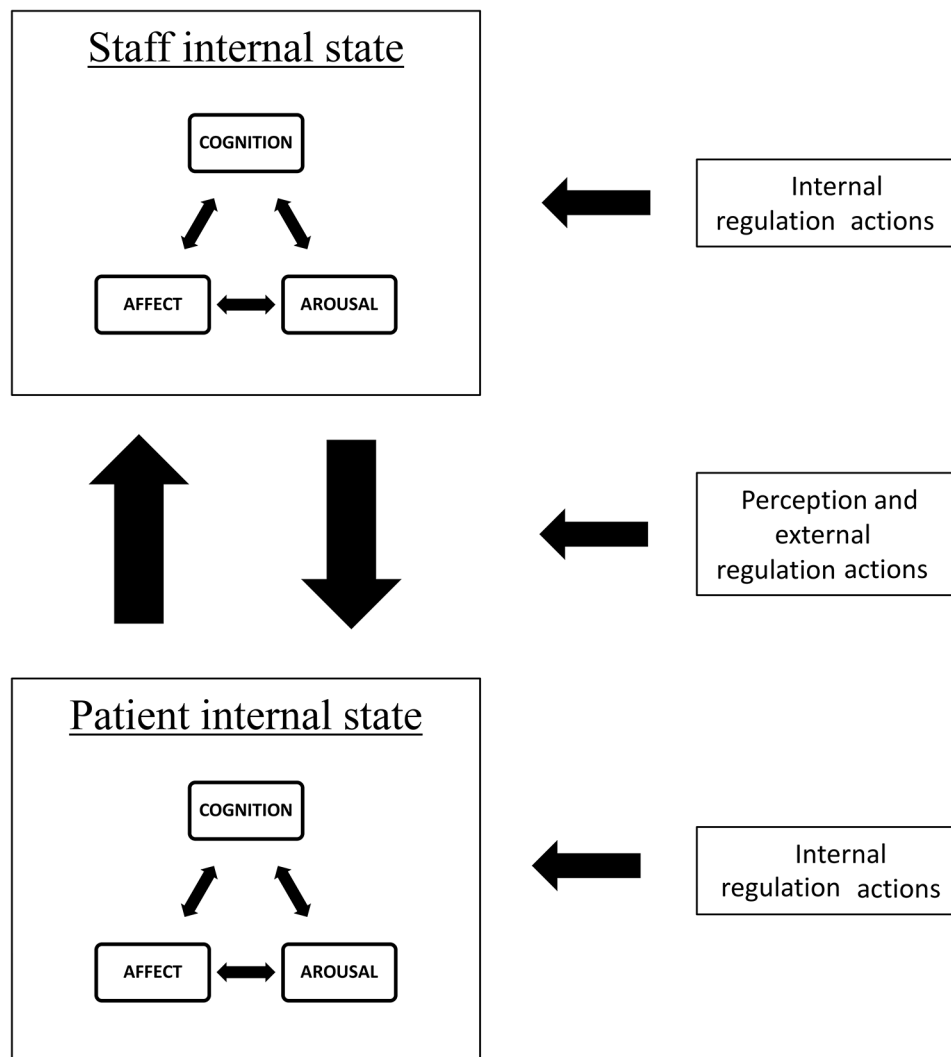 Staff internal state
COGNITION
AFFECT
AROUSAL
Internal
regulation actions
Perception and
external
regulation actions
Patient internal state
COGNITION
AFFECT
AROUSAL
Internal
regulation actions